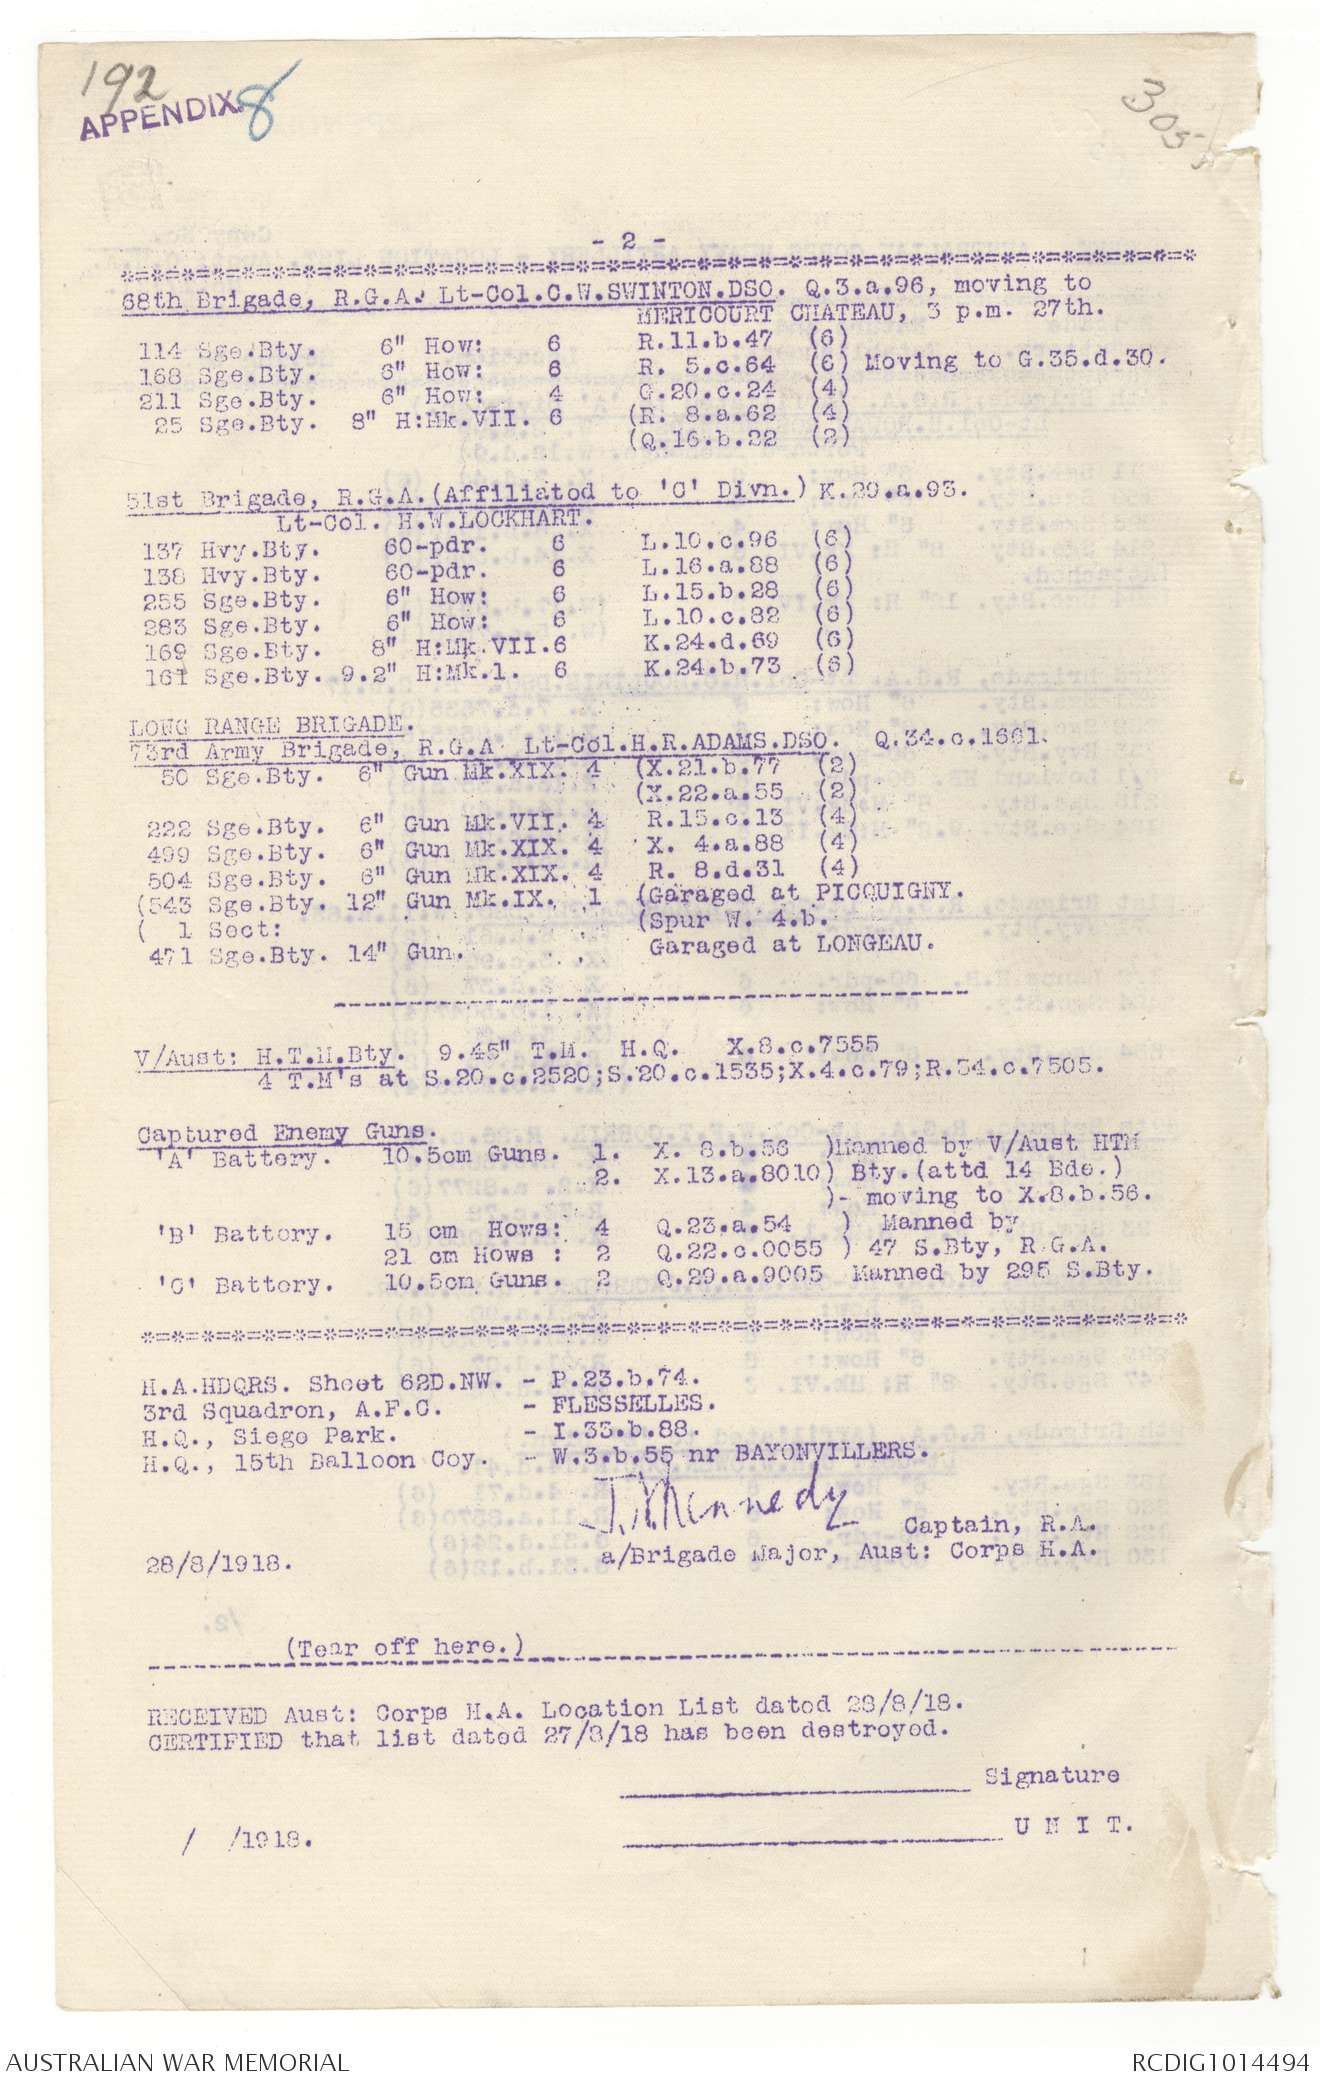 192
APPENDIX 8
305
- 2 -
*=*=*=*=*=*=*=*=*=*=*=*=*=*=*=*=*=*=*=*=*=*=*=*=*=*=*=*=*=*=*=*=*=*=*=*
68th Brigade, R.G.A. Lt-Col.C.W.SWINTON.DSO. Q.3.a.96, moving to
MERICOURT CHATEAU, 3 p.m. 27th.
114 Sge.Bty. 6" How: 6 R.11.b.47 (6)
168 Sge.Bty. 6" How: 6 R. 5.c.64 (6) Moving to G.35.d.30.
211 Sge.Bty. 6" How: 4 G.20.c.24 (4)
25 Sge.Bty. 8" H:Mk.VII. 6 (R. 8.a.62 (4)
(Q.16.b.22 (2)
51st Brigade, R.G.A.(Affiliated to 'C' Divn.) K.29.a.93.
Lt-Col. H.W.LOCKHART.
137 Hvy.Bty. 60-pdr. 6 L.10.c.96 (6)
138 Hvy.Bty. 60-pdr. 6 L.16.a.88 (6)
255 Sge.Bty. 6" How: 6 L.15.b.28 (6)
283 Sge.Bty. 6" How: 6 L.10.c.82 (6)
169 Sge.Bty. 8" H:Mk.VII.6 K.24.d.69 (6)
161 Sge.Bty. 9.2" H:Mk.1. 6 K.24.b.73 (6)
LONG RANGE BRIGADE.
73rd Army Brigade, R.G.A Lt-Col.H.R.ADAMS.DSO. Q.34.c.1661.
50 Sge.Bty. 6" Gun Mk.XIX. 4 (X.21.b.77 (2)
(X.22.a.55 (2)
222 Sge.Bty. 6" Gun Mk.VII. 4 R.15.c.13 (4)
499 Sge.Bty. 6" Gun Mk.XIX. 4 X. 4.a.88 (4)
504 Sge.Bty. 6" Gun Mk.XIX. 4 R. 8.d.31 (4)
(543 Sge.Bty. 12" Gun Mk.IX. 1 (Garaged at PICQUIGNY.
( 1 Sect: (Spur W. 4.b.
471 Sge.Bty. 14" Gun. Garaged at LONGEAU.
V/Aust: H.T.M.Bty. 9.45" T.M. H.Q. X.8.c.7555
4 T.M's at S.20.c.2520;S.20.c.1535;X.4.c.79;R.34.c.7505.
Captured Enemy Guns.
'A' Battery. 10.5cm Guns. 1. X. 8.b.56 )Manned by V/Aust HTM
2. X.13.a.8010) Bty.(attd 14 Bde.)
)- moving to X.8.b.56.
'B' Battery. 15 cm Hows: 4 Q.23.a.54 ) Manned by
21 cm Hows : 2 Q.22.c.0055 ) 47 S.Bty, R.G.A.
'C' Battery. 10.5cm Guns. 2 Q.29.a.9005 Manned by 295 S.Bty.
*=*=*=*=*=*=*=*=*=*=*=*=*=*=*=*=*=*=*=*=*=*=*=*=*=*=*=*=*=*=*=*=*=*=*
H.A.HDQRS. Sheet 62D.NW. - P.23.b.74.
3rd Squadron, A.F.C. - FLESSELLES.
H.Q., Siege Park. - I.33.b.88.
H.Q., 15th Balloon Coy. - W.3.b.55 nr BAYONVILLERS.
Kennedy
Captain, R.A.
28/8/1918. a/Brigade Major, Aust: Corps H.A.
(Tear off here.)
RECEIVED Aust: Corps H.A. Location List dated 28/8/18.
CERTIFIED that list dated 27/8/18 has been destroyed.
Signature
/ /1918. U N I T.
AUSTRALIAN WAR MEMORIAL RCDIG1014494